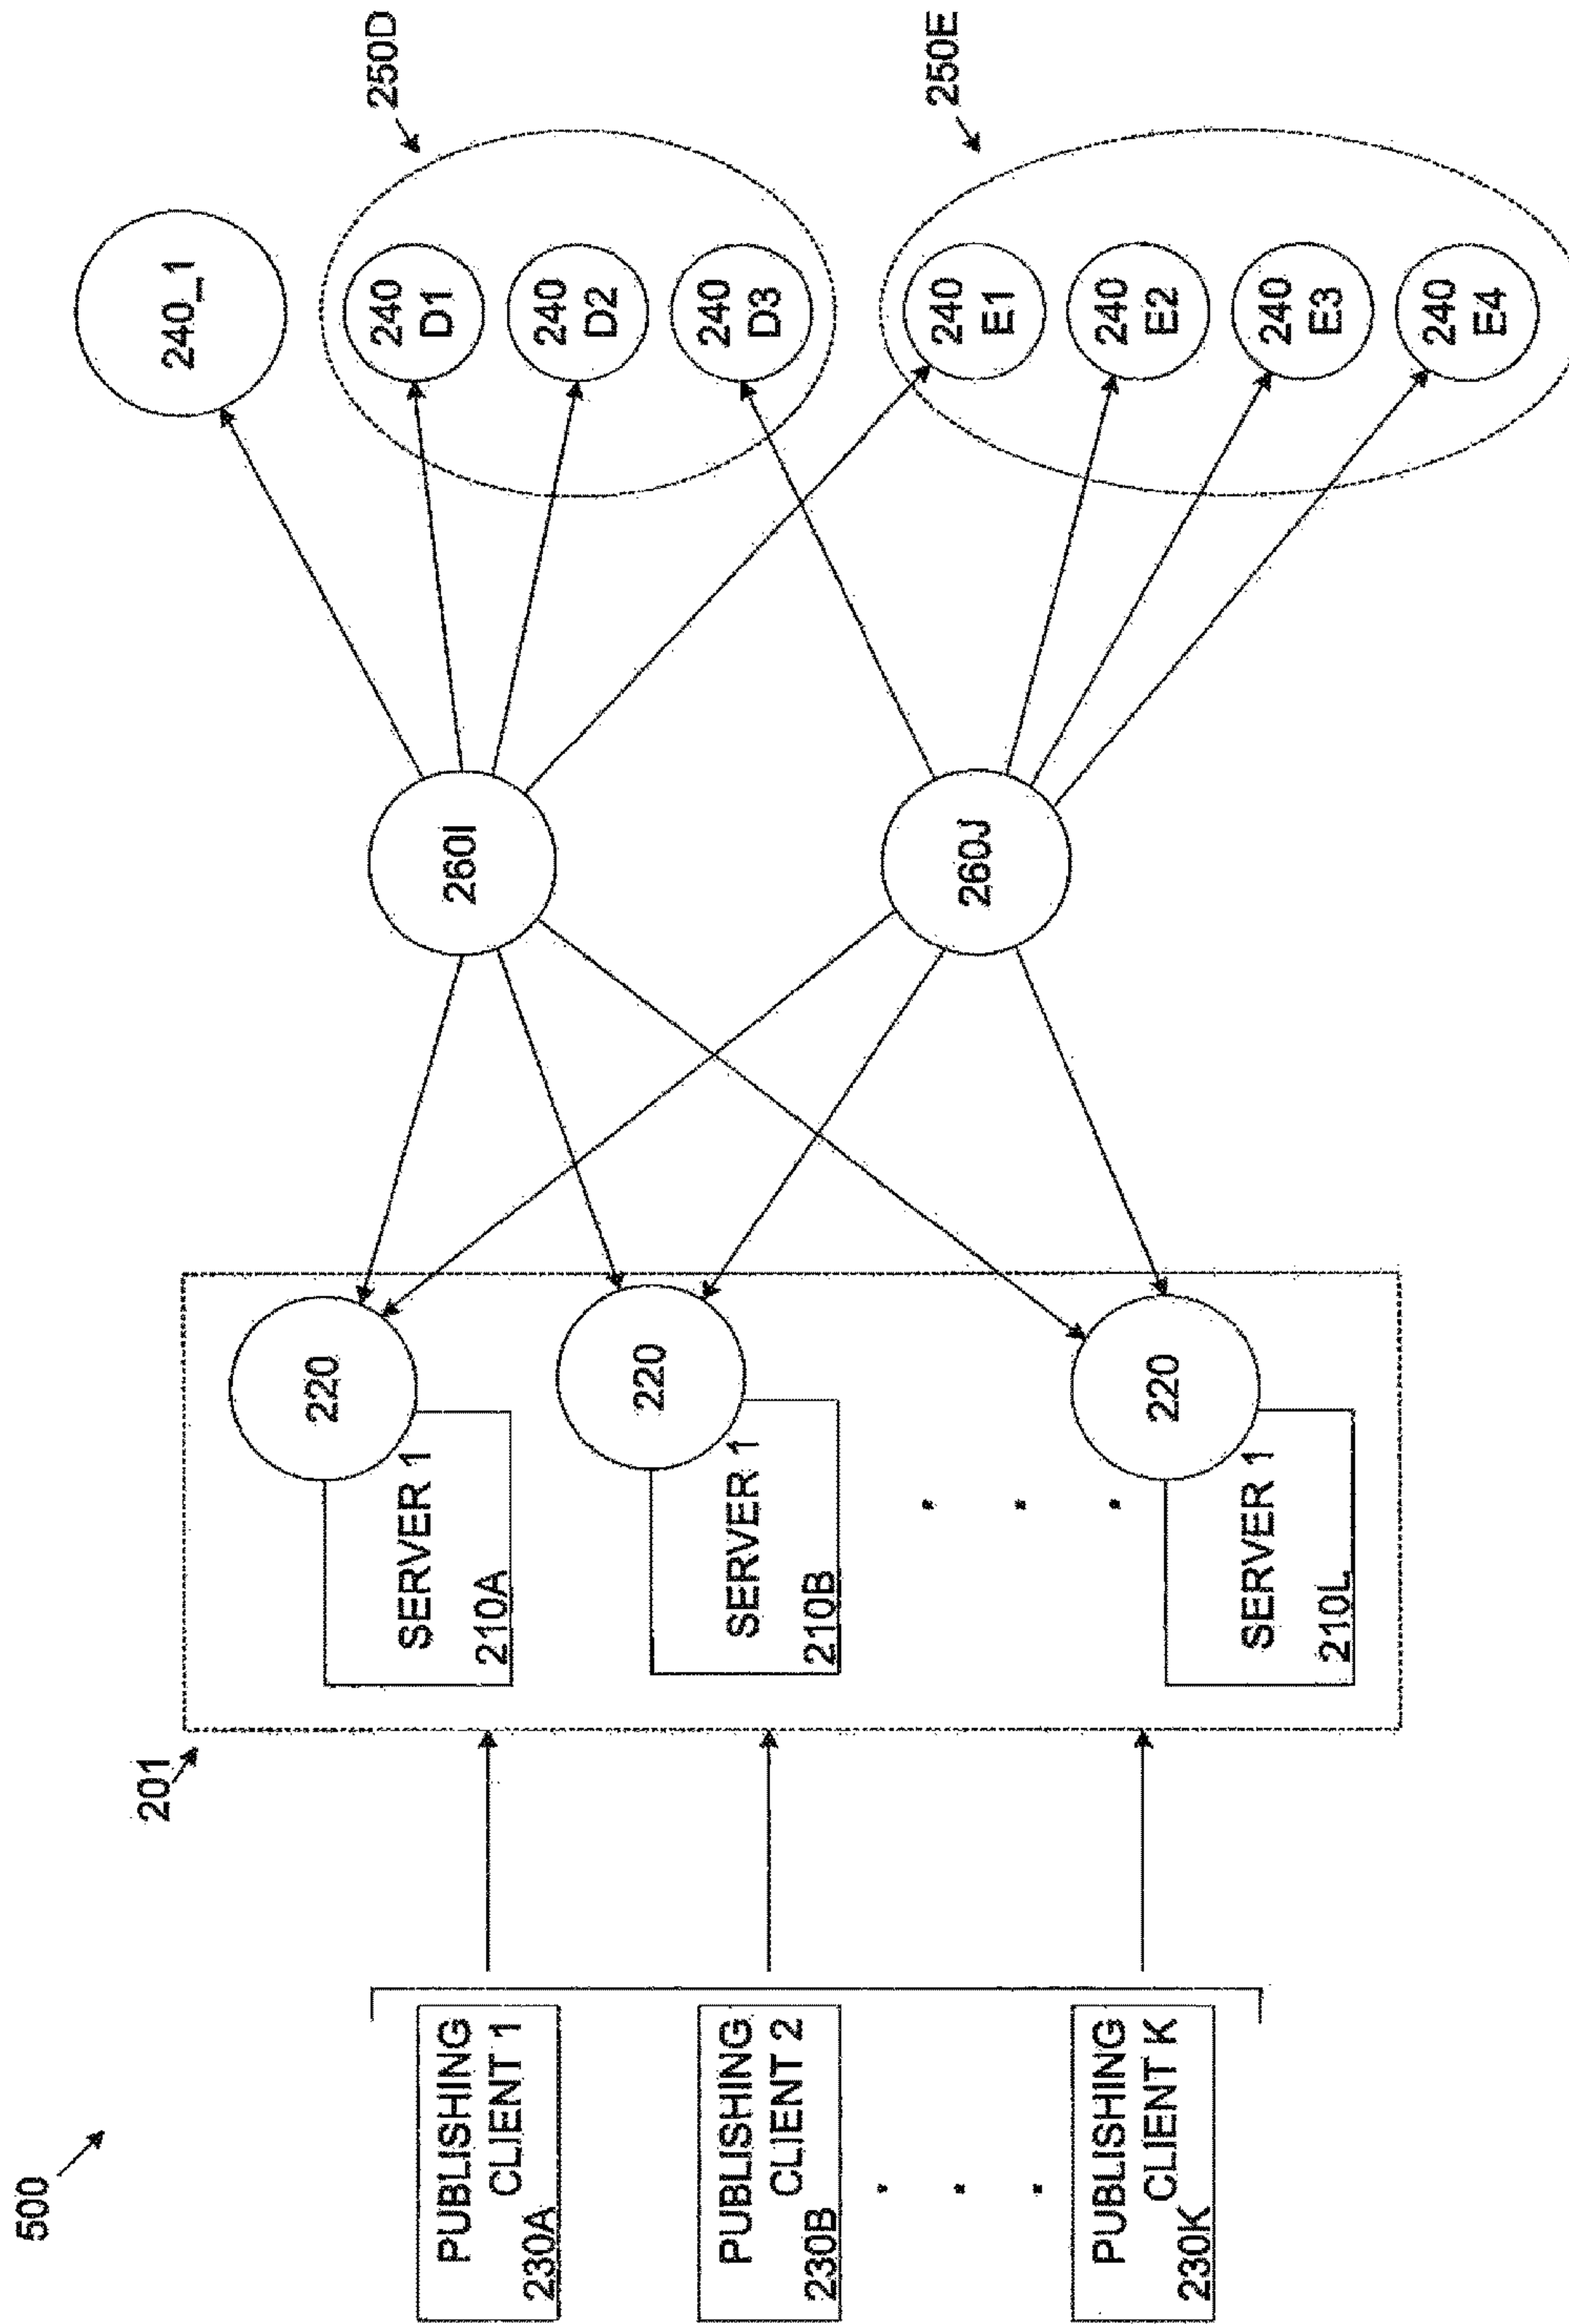 500
PUBLISHING
CLIENT 1
230A
PUBLISHING
CLIENT 2
230B
PUBLISHING
CLIENT K
230K
201
220
SERVER 1
210A
220
SERVER 1
210B
220
SERVER 1
210L
260I
260J
240_1
250D
240
D1
240
D2
240
D3
250E
240
E1
240
E2
240
E3
240
E4